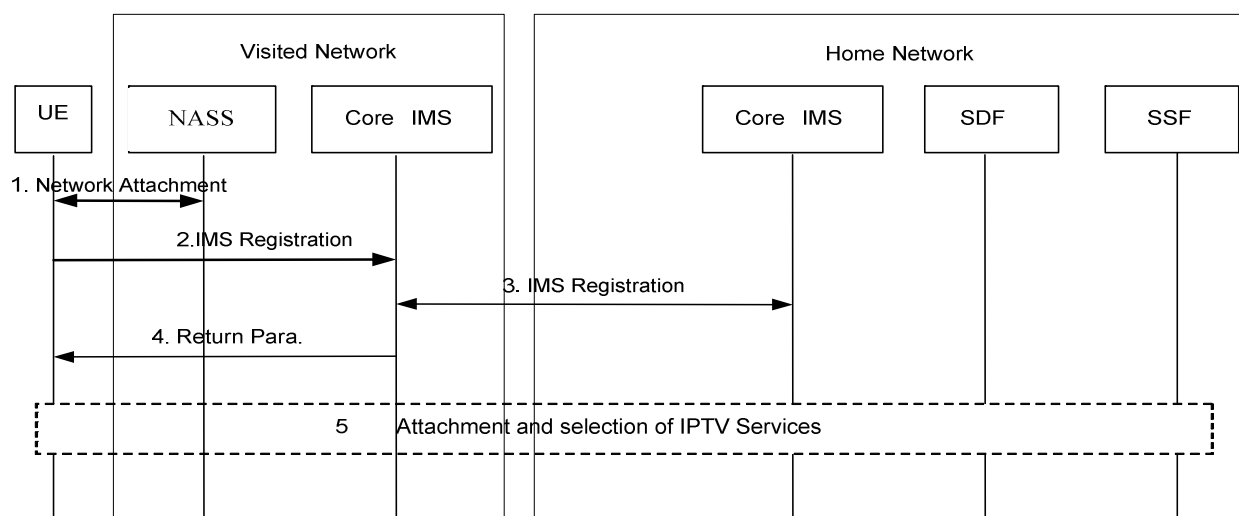 Visited Network
Home Network
UE
NASS
Core IMS
Core IMS
SDF
SSF
1. Network Attachment
2.IMS Registration
3. IMS Registration
4. Return Para.
5 Attachment and selection of IPTV Services